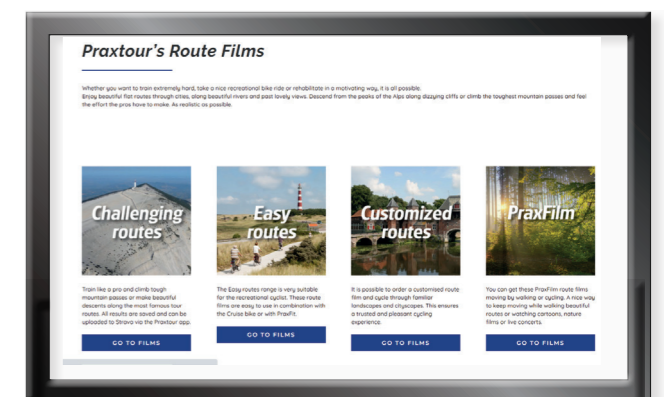 Praxtour's Route Films
Whether you want to train extremely hard, take a nice recreational bike ride or rehabilitate in a motivating way, it is all possible.
Enjoy beautiful flat routes through cities, along beautiful rivers and past lovely views. Descend from the peaks of the Alps along dizzying cliffs or climb the toughest mountain passes and feel
the effort the pros have to make. As realistic as possible.
Challenging
routes
Train like a pro and climb tough
mountain passes or make beautiful
descents along the most famous tour
routes. All results are saved and can be
uploaded to Strava via the Praxtour app.
GO TO FILMS
Easy
routes
The Easy routes range is very suitable
for the recreational cyclist. These route
films are easy to use in combination with
the Cruise bike or with PraxFit.
GO TO FILMS
Customized
routes
It is possible to order a customised route
film and cycle through familiar
landscapes and cityscapes. This ensures
a trusted and pleasant cycling
experience.
GO TO FILMS
PraxFilm
You can get these PraxFilm route films
moving by walking or cycling. A nice way
to keep moving while walking beautiful
routes or watching cartoons, nature
films or live concerts.
GO TO FILMS